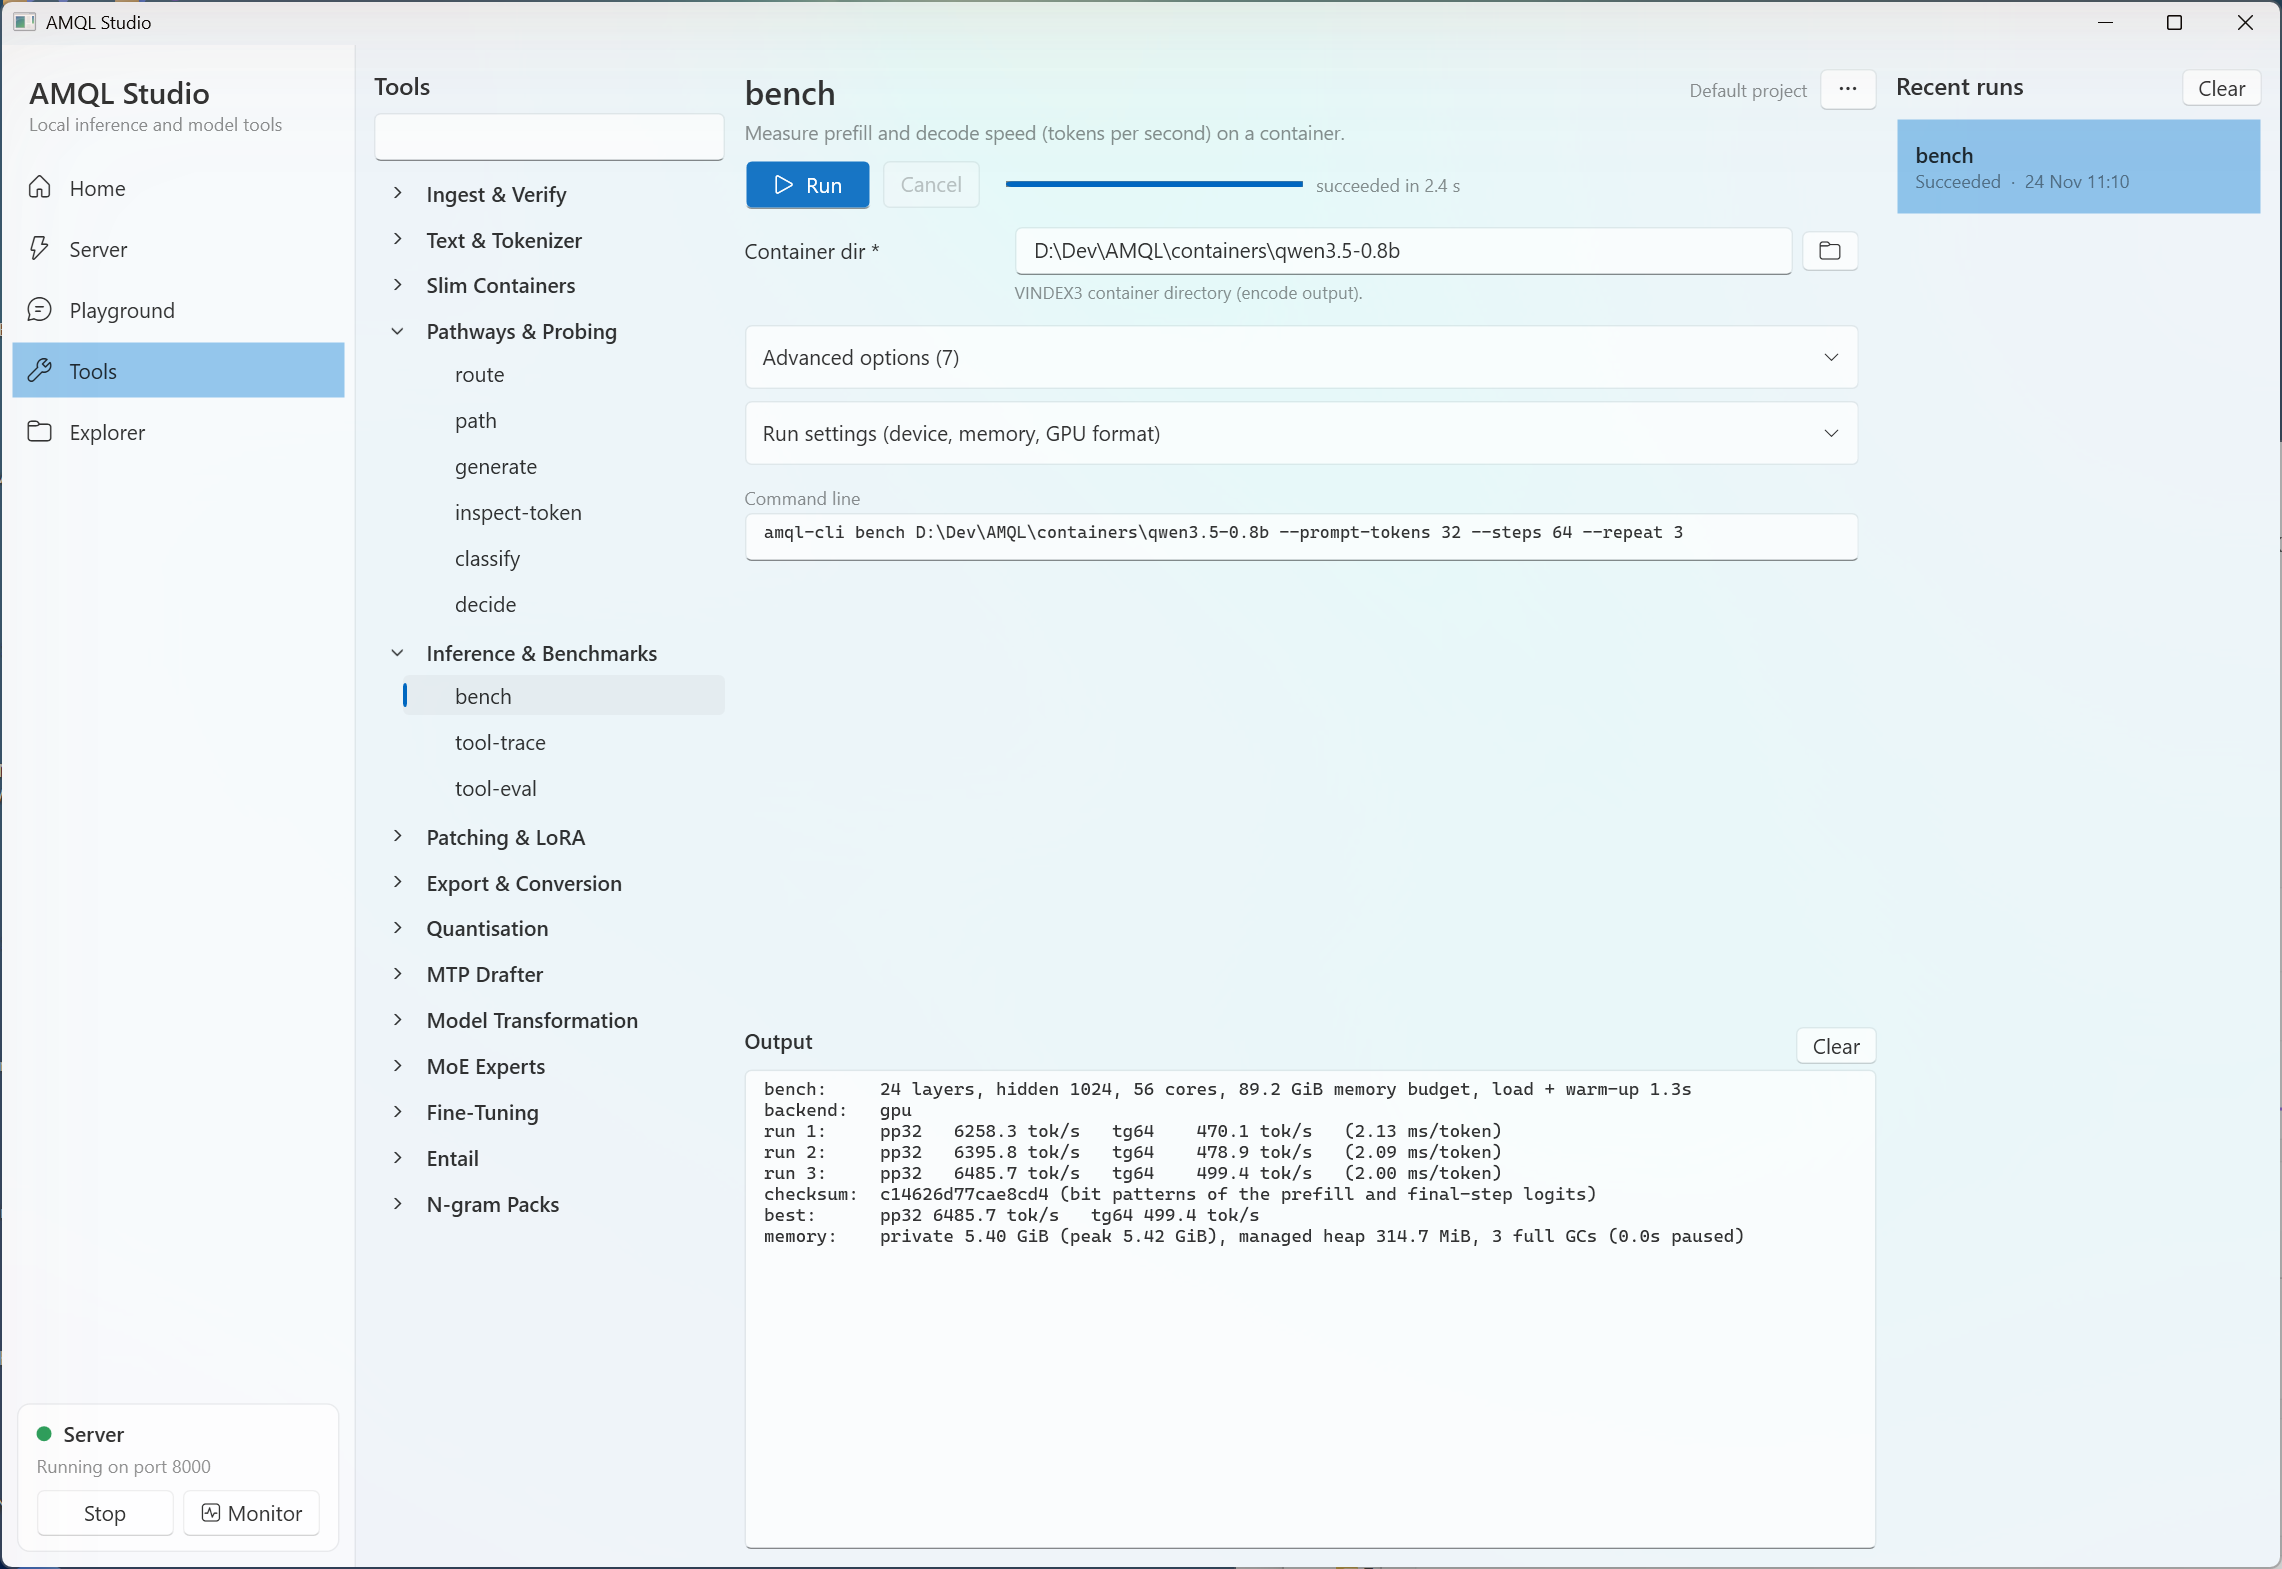 AMQL Studio
AMQL Studio
Local inference and model tools
Home
Server
Playground
Tools
Explorer
Server
Running on port 8000
Stop
Monitor
Tools
Ingest & Verify
Text & Tokenizer
Slim Containers
Pathways & Probing
route
path
generate
inspect-token
classify
decide
Inference & Benchmarks
bench
tool-trace
tool-eval
Patching & LoRA
Export & Conversion
Quantisation
MTP Drafter
Model Transformation
MoE Experts
Fine-Tuning
Entail
N-gram Packs
bench
Default project
...
Measure prefill and decode speed (tokens per second) on a container.
Run
Cancel
succeeded in 2.4 s
Container dir *
D:\Dev\AMQL\containers\qwen3.5-0.8b
VINDEX3 container directory (encode output).
Advanced options (7)
Run settings (device, memory, GPU format)
Command line
amql-cli bench D:\Dev\AMQL\containers\qwen3.5-0.8b --prompt-tokens 32 --steps 64 --repeat 3
Output
Clear
bench: 24 layers, hidden 1024, 56 cores, 89.2 GiB memory budget, load + warm-up 1.3s
backend: gpu
run 1: pp32 6258.3 tok/s tg64 470.1 tok/s (2.13 ms/token)
run 2: pp32 6395.8 tok/s tg64 478.9 tok/s (2.09 ms/token)
run 3: pp32 6485.7 tok/s tg64 499.4 tok/s (2.00 ms/token)
checksum: c14626d77cae8cd4 (bit patterns of the prefill and final-step logits)
best: pp32 6485.7 tok/s tg64 499.4 tok/s
memory: private 5.40 GiB (peak 5.42 GiB), managed heap 314.7 MiB, 3 full GCs (0.0s paused)
Recent runs
Clear
bench
Succeeded · 24 Nov 11:10